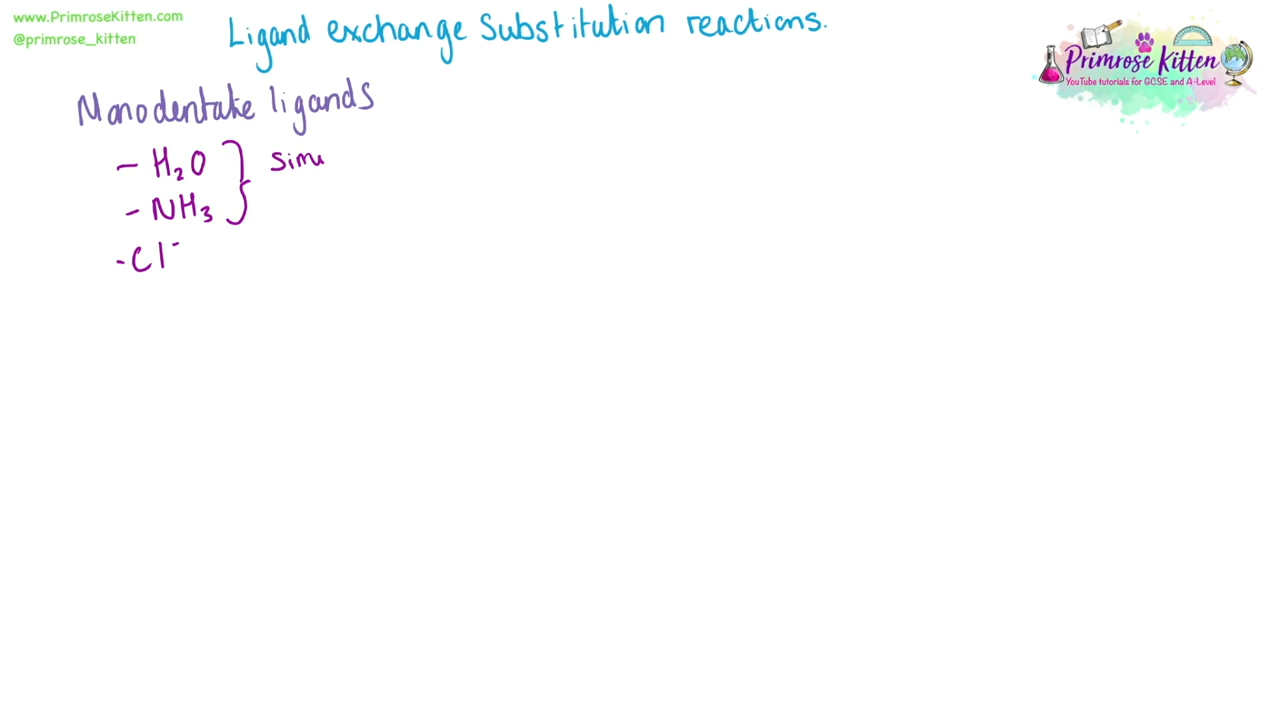 www.PrimroseKitten.com
@primrose_kitten
Ligand exchange Substitution reactions.
Primrose Kitten
YouTube tutorials for GCSE and A-Level
Monodentate ligands
- H₂O } simi
- NH₃
- Cl⁻